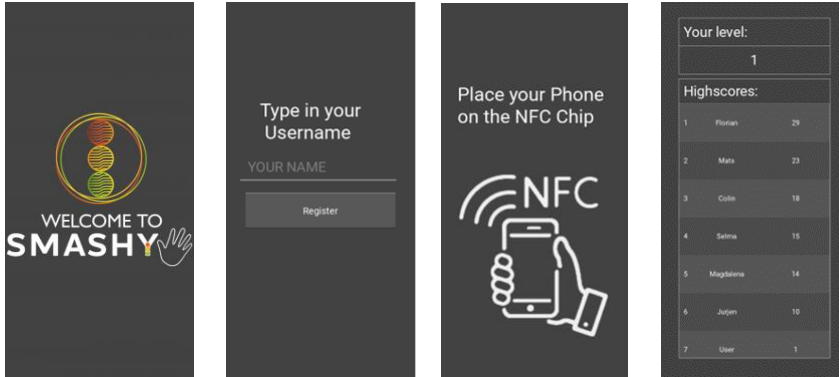 WELCOME TO
SMASHY
Type in your
Username
YOUR NAME
Register
Place your Phone
on the NFC Chip
NFC
Your level:
1
Highscores:
1 Florian 29
2 Mats 23
3 Colin 18
4 Selma 15
5 Magdalena 14
6 Jurjen 10
7 User 1